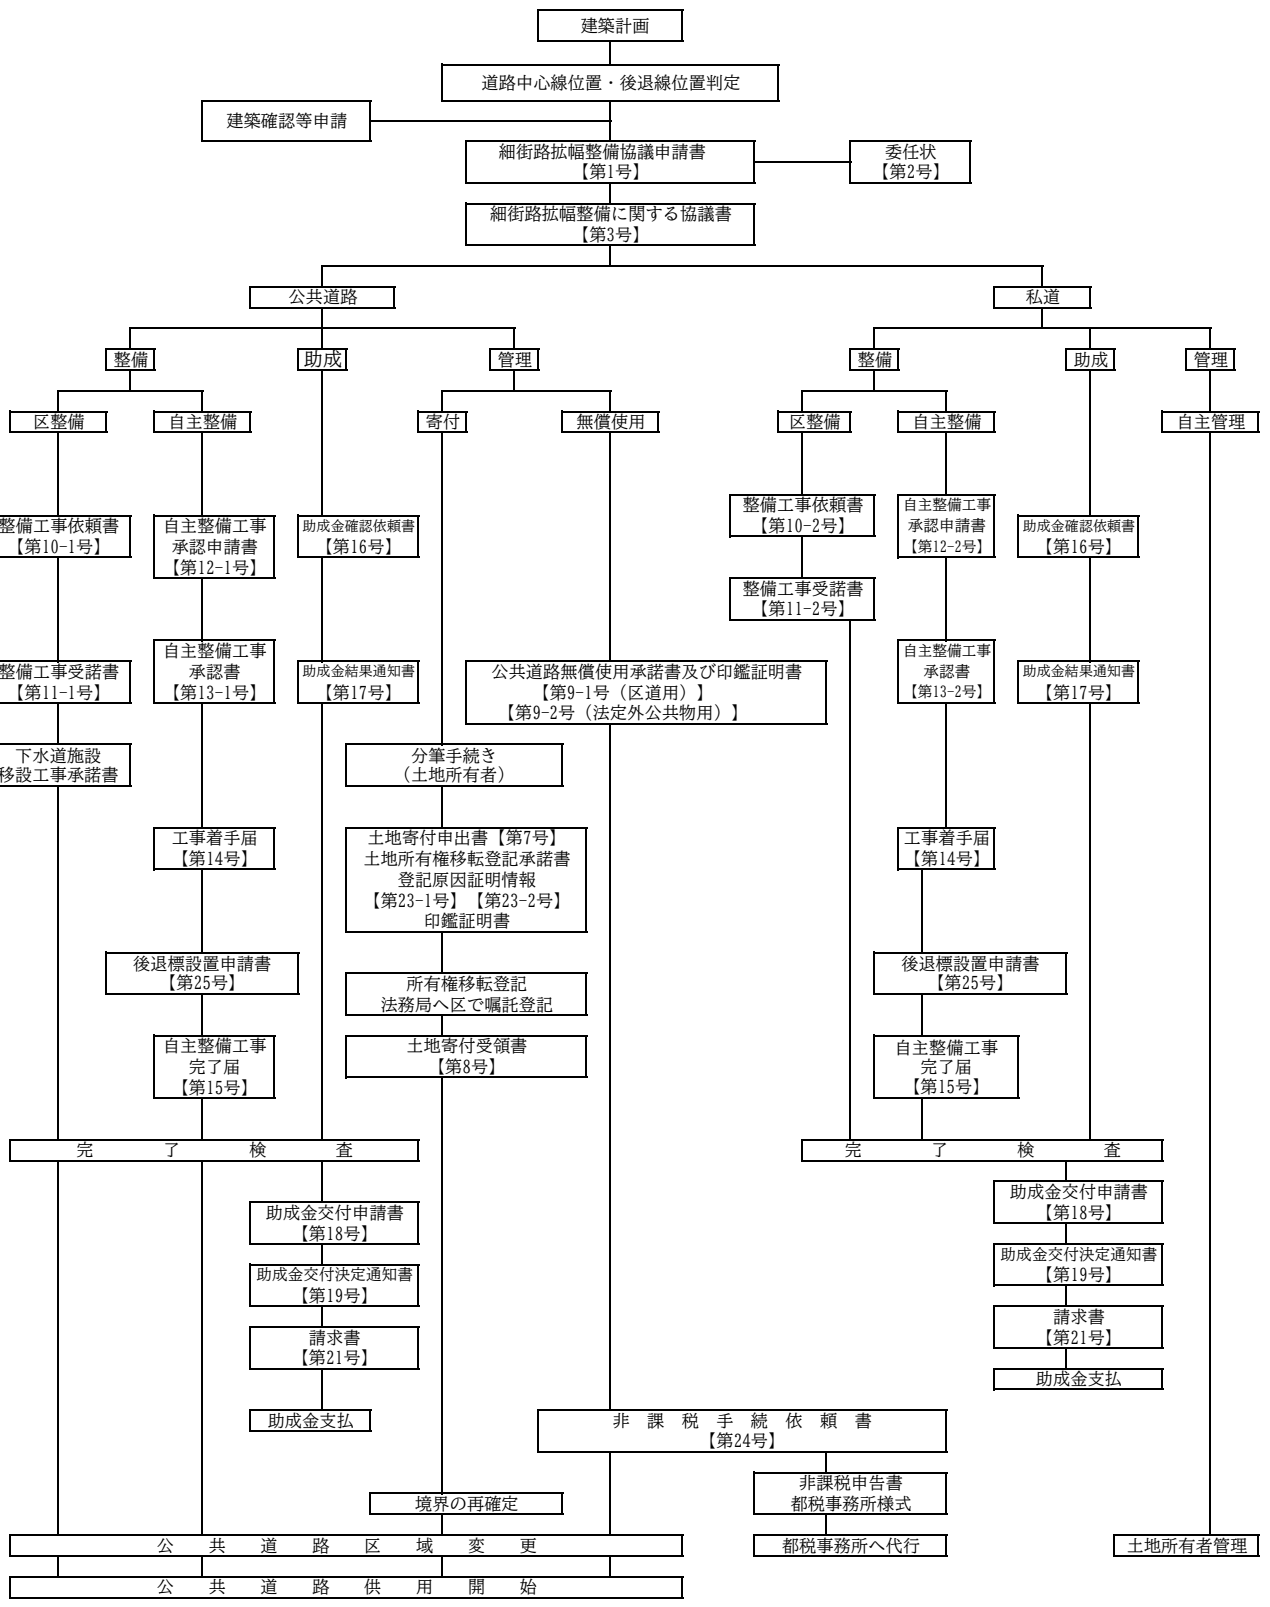 建築計画
道路中心線位置・後退線位置判定
建築確認等申請
細街路拡幅整備協議申請書
【第1号】
委任状
【第2号】
細街路拡幅整備に関する協議書
【第3号】
公共道路
私道
整備
助成
管理
整備
助成
管理
区整備
自主整備
寄付
無償使用
区整備
自主整備
自主管理
整備工事依頼書
【第10-1号】
自主整備工事
承認申請書
【第12-1号】
助成金確認依頼書
【第16号】
整備工事依頼書
【第10-2号】
自主整備工事
承認申請書
【第12-2号】
助成金確認依頼書
【第16号】
整備工事受諾書
【第11-2号】
整備工事受諾書
【第11-1号】
自主整備工事
承認書
【第13-1号】
助成金結果通知書
【第17号】
公共道路無償使用承諾書及び印鑑証明書
【第9-1号（区道用）】
【第9-2号（法定外公共物用）】
自主整備工事
承認書
【第13-2号】
助成金結果通知書
【第17号】
下水道施設
移設工事承諾書
分筆手続き
（土地所有者）
工事着手届
【第14号】
土地寄付申出書【第7号】
土地所有権移転登記承諾書
登記原因証明情報
【第23-1号】【第23-2号】
印鑑証明書
工事着手届
【第14号】
後退標設置申請書
【第25号】
所有権移転登記
法務局へ区で嘱託登記
後退標設置申請書
【第25号】
自主整備工事
完了届
【第15号】
土地寄付受領書
【第8号】
自主整備工事
完了届
【第15号】
完了検査
完了検査
助成金交付申請書
【第18号】
助成金交付申請書
【第18号】
助成金交付決定通知書
【第19号】
助成金交付決定通知書
【第19号】
請求書
【第21号】
請求書
【第21号】
助成金支払
助成金支払
非課税手続依頼書
【第24号】
非課税申告書
都税事務所様式
境界の再確定
公共道路区域変更
都税事務所へ代行
土地所有者管理
公共道路供用開始